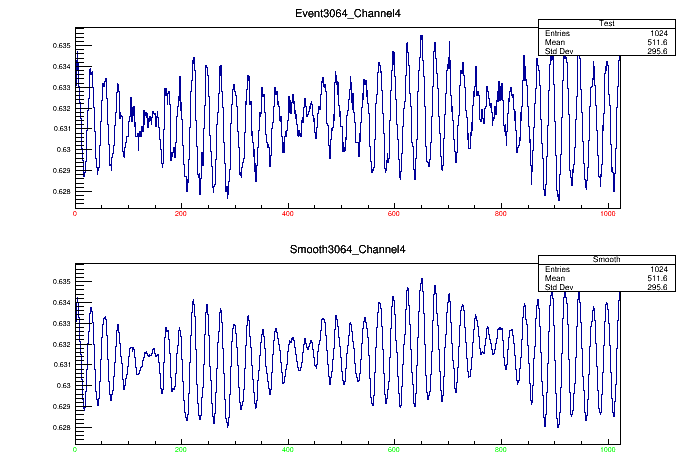 Event3064_Channel4
Test
Entries 1024
Mean 511.6
Std Dev 295.6
0.635
0.634
0.633
0.632
0.631
0.63
0.629
0.628
0 200 400 600 800 1000
Smooth3064_Channel4
Smooth
Entries 1024
Mean 511.6
Std Dev 295.6
0.635
0.634
0.633
0.632
0.631
0.63
0.629
0.628
0 200 400 600 800 1000